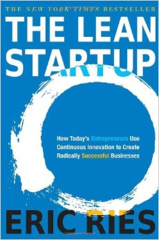 THE NEW YORK TIMES BESTSELLER
THE LEAN
STARTUP
How Today's Entrepreneurs Use
Continuous Innovation to Create
Radically Successful Businesses
ERIC RIES